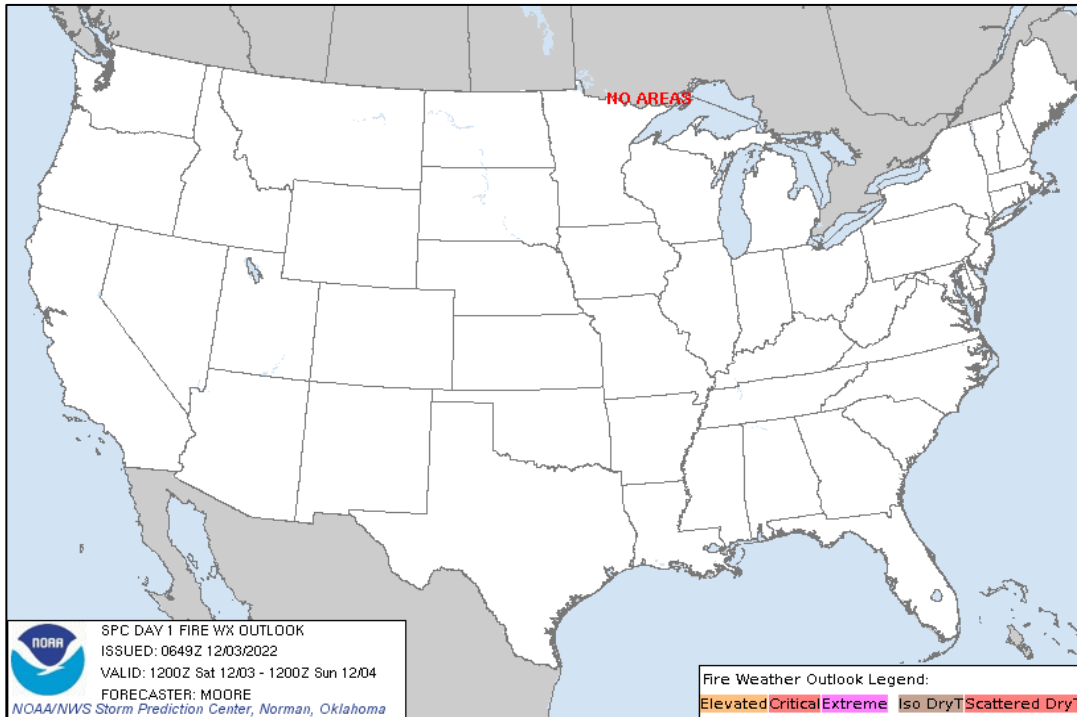 NO AREAS
NOAA
SPC DAY 1 FIRE WX OUTLOOK
ISSUED: 0649Z 12/03/2022
VALID: 1200Z Sat 12/03 - 1200Z Sun 12/04
FORECASTER: MOORE
NOAA/NWS Storm Prediction Center, Norman, Oklahoma
Fire Weather Outlook Legend:
Elevated Critical Extreme Iso DryT Scattered DryT